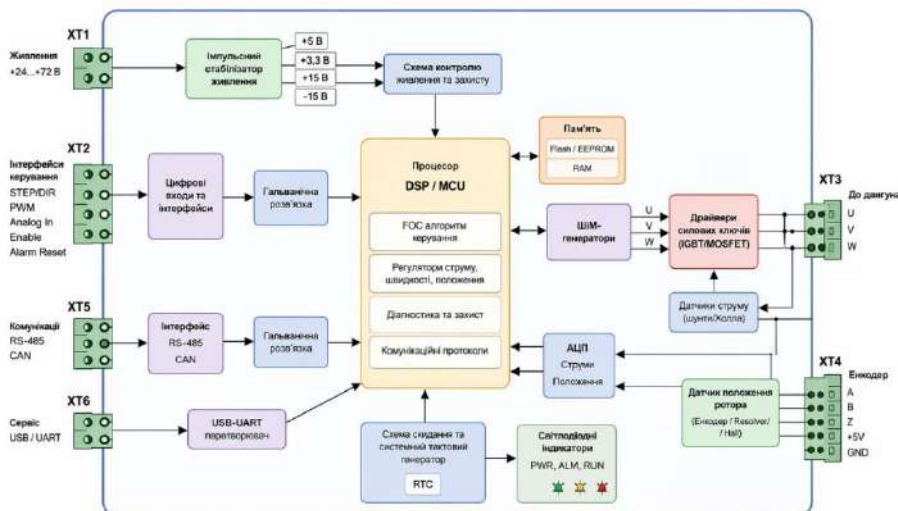 XT1
Живлення
+24...+72 В
Імпульсний
стабілізатор
живлення
+5 В
+3,3 В
+15 В
-15 В
Схема контролю
живлення та захисту
XT2
Інтерфейси
керування
STEP/DIR
PWM
Analog In
Enable
Alarm Reset
Цифрові
входи та
інтерфейси
Гальванічна
розв'язка
Процесор
DSP / MCU
FOC алгоритм
керування
Регулятори струму,
швидкості, положення
Діагностика та захист
Комунікаційні протоколи
Пам'ять
Flash / EEPROM
RAM
ШІМ-
генератори
U
V
W
Драйвери
силових ключів
(IGBT/MOSFET)
XT3
До двигуна
U
V
W
Датчики струму
(шунти/Холла)
XT5
Комунікації
RS-485
CAN
Інтерфейс
RS-485
CAN
Гальванічна
розв'язка
АЦП
Струми
Положення
XT4
Енкодер
A
B
Z
+5V
GND
Датчик положення
ротора
(Енкодер / Resolver/
/ Hall)
XT6
Сервіс
USB / UART
USB-UART
перетворювач
Схема скидання та
системний тактовий
генератор
RTC
Світлодіодні
індикатори
PWR, ALM, RUN